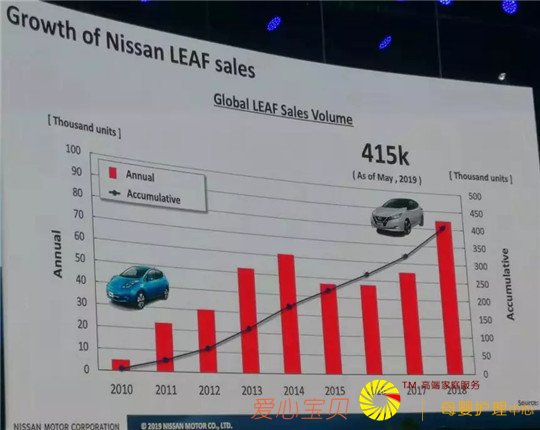 Growth of Nissan LEAF sales
Global LEAF Sales Volume
[ Thousand units ]
415k
( As of May , 2019 )
[ Thousand units ]
Annual
Accumulative
100
90
80
70
60
50
40
30
20
10
0
Annual
500
450
400
350
300
250
200
150
100
50
0
Accumulative
2010 2011 2012 2013 2014 2015 2016 2017 2018
TM 高端家庭服务
爱心宝贝 | 母婴护理中心
Source:
NISSAN MOTOR CORPORATION © 2019 NISSAN MOTOR CO., LTD.